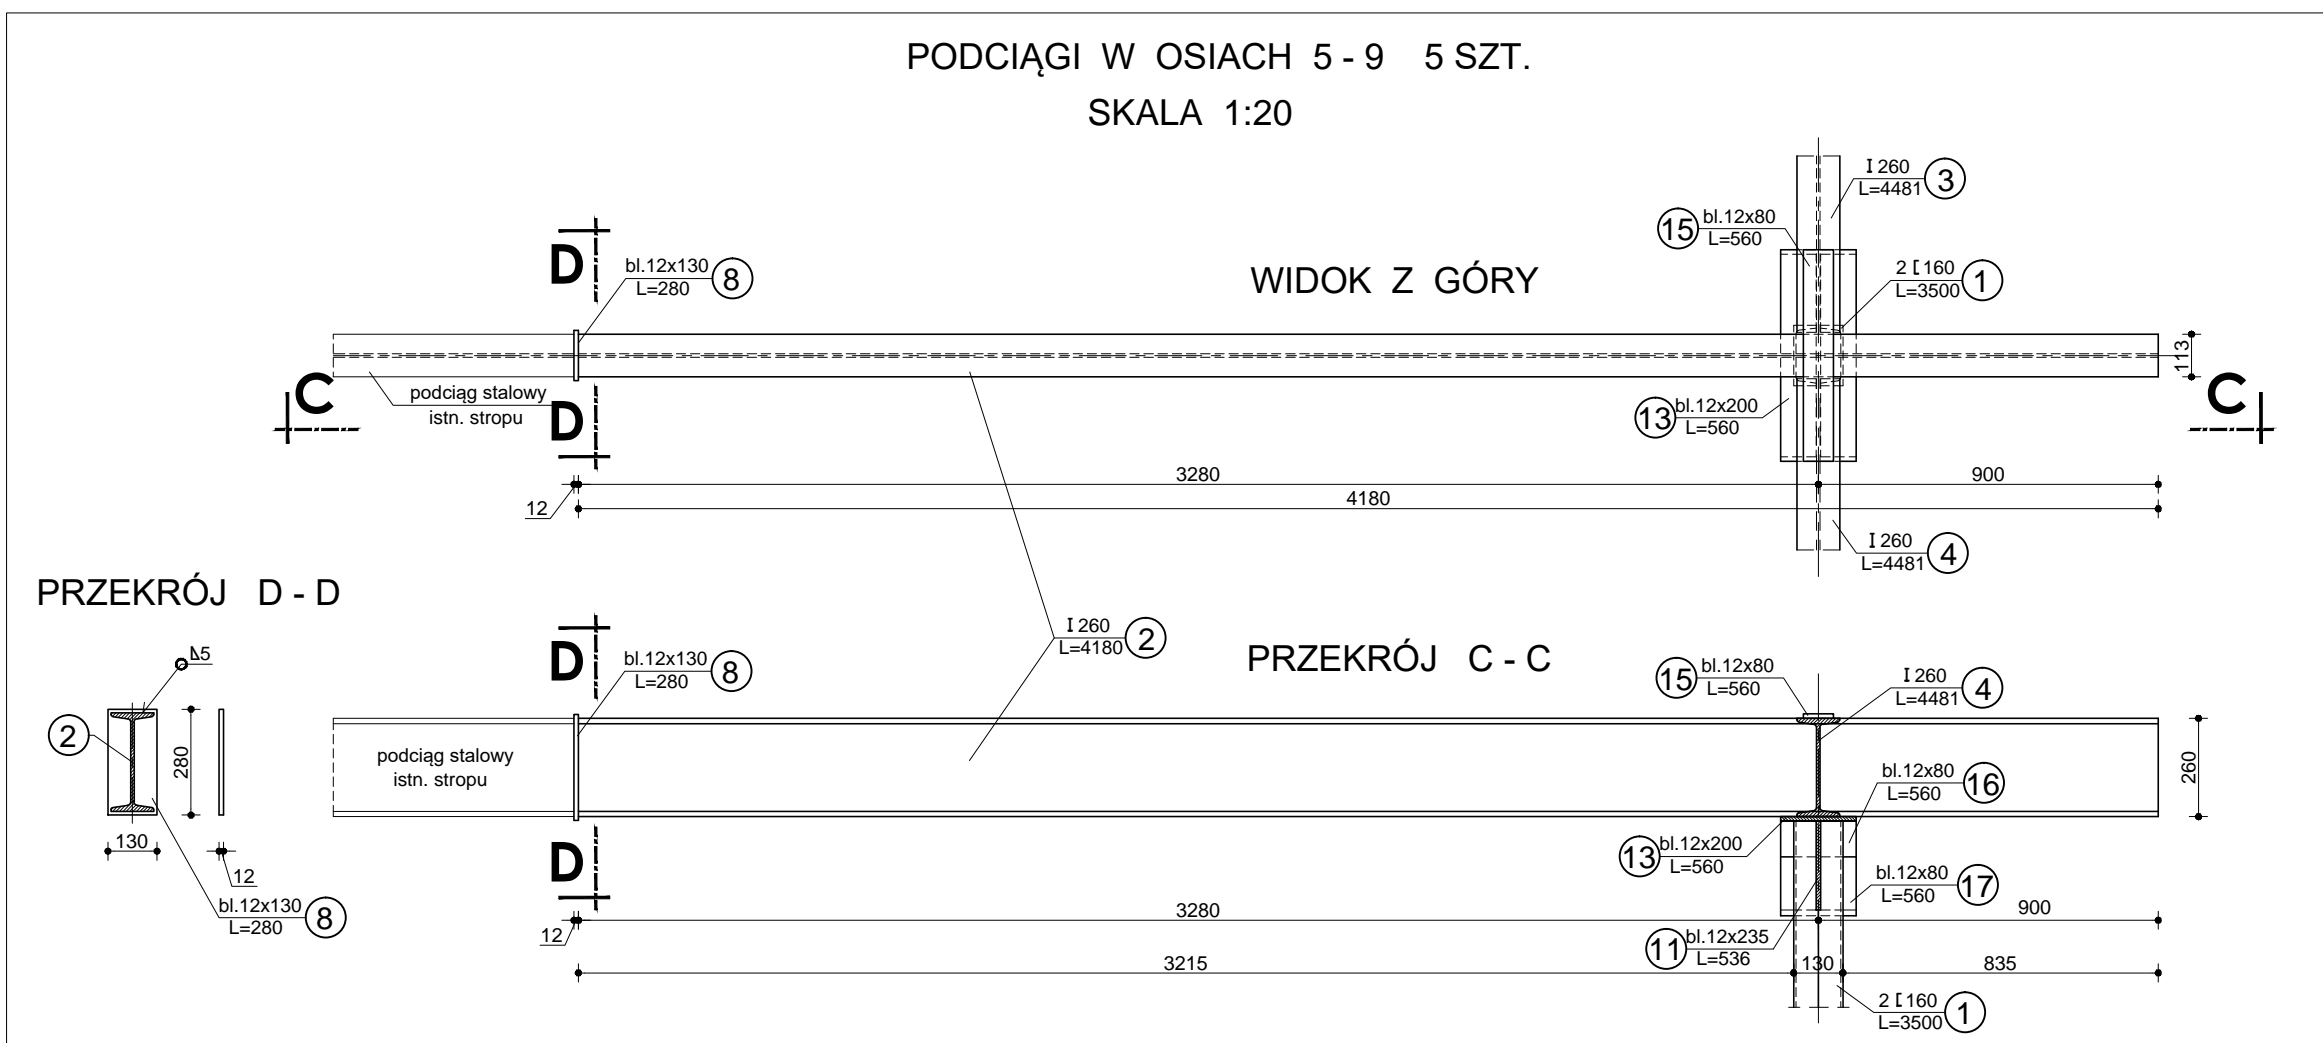 PODCIĄGI W OSIACH 5 - 9 5 SZT.
SKALA 1:20
I 260
L=4481
3
15
bl.12x80
L=560
D
bl.12x130
L=280
8
WIDOK Z GÓRY
2 [ 160
L=3500
1
113
C
podciąg stalowy
istn. stropu
D
13
bl.12x200
L=560
C
3280
900
12
4180
I 260
L=4481
4
PRZEKRÓJ D - D
I 260
L=4180
2
PRZEKRÓJ C - C
5
D
bl.12x130
L=280
8
15
bl.12x80
L=560
I 260
L=4481
4
2
280
podciąg stalowy
istn. stropu
260
bl.12x80
L=560
16
130
12
D
13
bl.12x200
L=560
bl.12x80
L=560
17
bl.12x130
L=280
8
12
3280
900
11
bl.12x235
L=536
3215
130
835
2 [ 160
L=3500
1